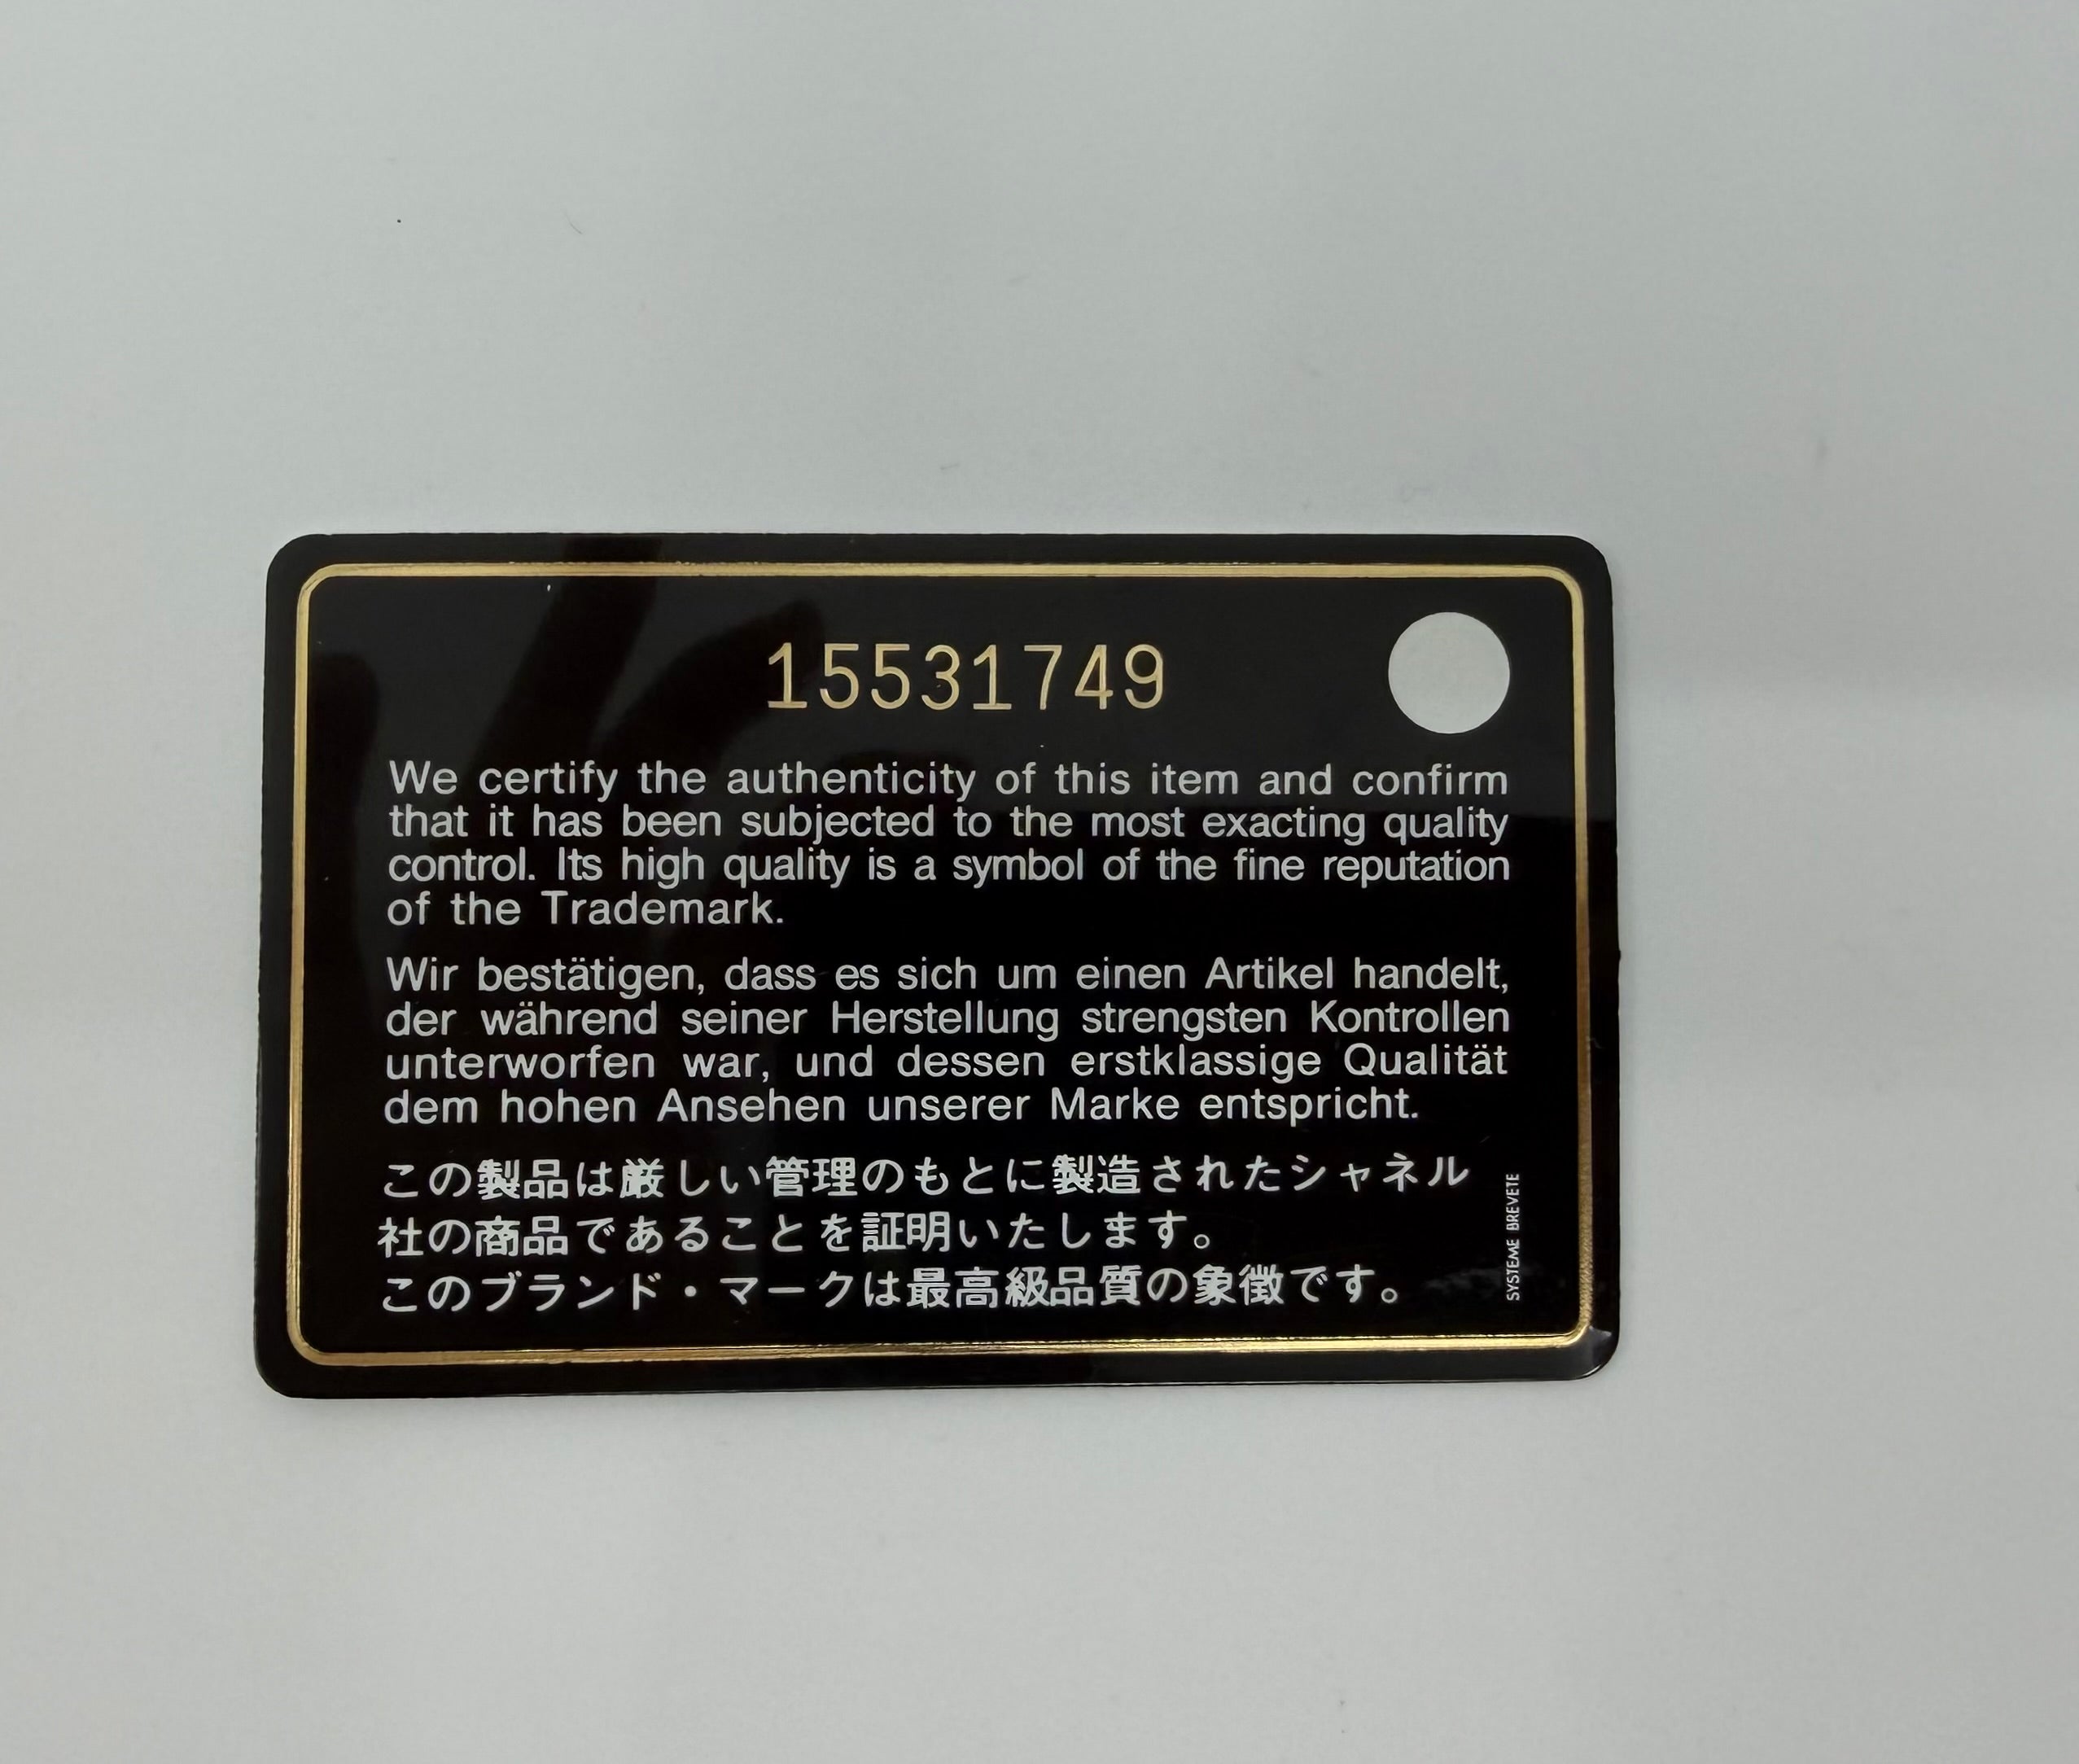 15531749
We certify the authenticity of this item and confirm
that it has been subjected to the most exacting quality
control. Its high quality is a symbol of the fine reputation
of the Trademark.
Wir bestätigen, dass es sich um einen Artikel handelt,
der während seiner Herstellung strengsten Kontrollen
unterworfen war, und dessen erstklassige Qualität
dem hohen Ansehen unserer Marke entspricht.
この製品は厳しい管理のもとに製造されたシャネル
社の商品であることを証明いたします。
このブランド・マークは最高級品質の象徴です。
SYSTEME BREVETE